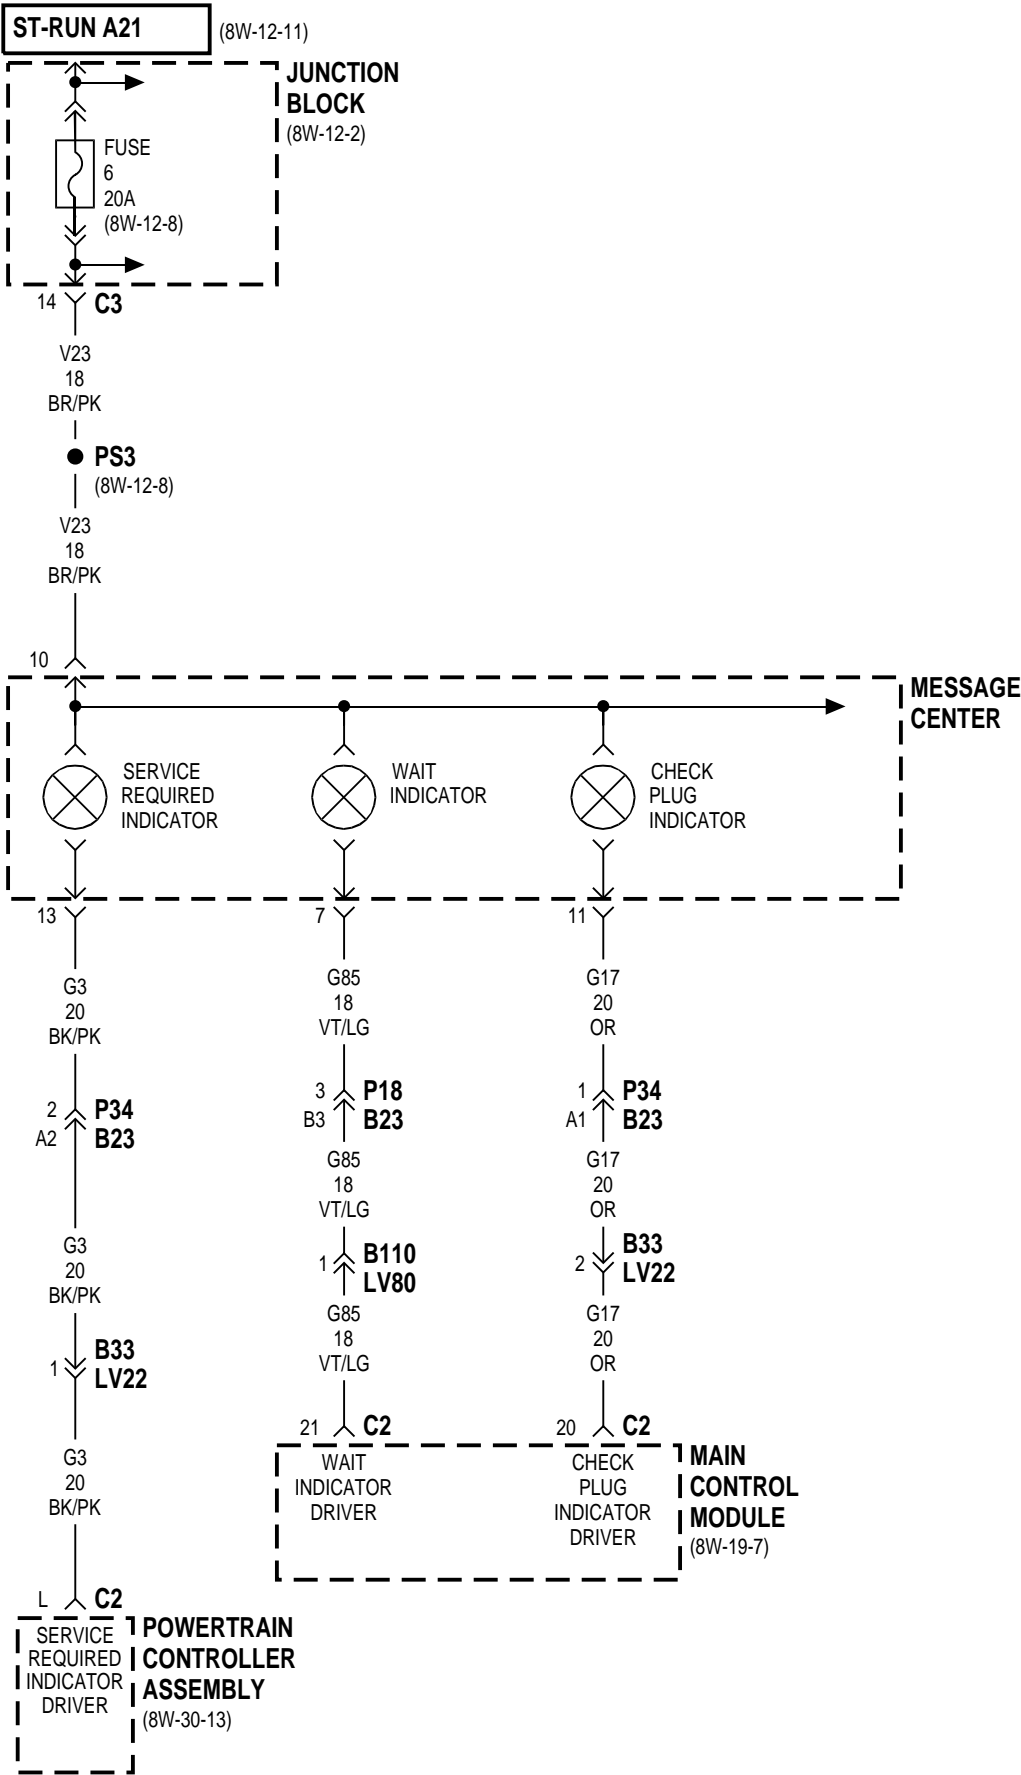 ST-RUN A21
(8W-12-11)
JUNCTION
BLOCK
(8W-12-2)
FUSE
6
20A
(8W-12-8)
14
C3
V23
18
BR/PK
PS3
(8W-12-8)
V23
18
BR/PK
10
MESSAGE
CENTER
SERVICE
REQUIRED
INDICATOR
WAIT
INDICATOR
CHECK
PLUG
INDICATOR
13
7
11
G3
20
BK/PK
G85
18
VT/LG
G17
20
OR
2
P34
A2
B23
3
P18
B3
B23
1
P34
A1
B23
G3
20
BK/PK
G85
18
VT/LG
G17
20
OR
1
B33
LV22
1
B110
LV80
2
B33
LV22
G3
20
BK/PK
G85
18
VT/LG
G17
20
OR
21
C2
20
C2
WAIT
INDICATOR
DRIVER
CHECK
PLUG
INDICATOR
DRIVER
MAIN
CONTROL
MODULE
(8W-19-7)
L
C2
SERVICE
REQUIRED
INDICATOR
DRIVER
POWERTRAIN
CONTROLLER
ASSEMBLY
(8W-30-13)